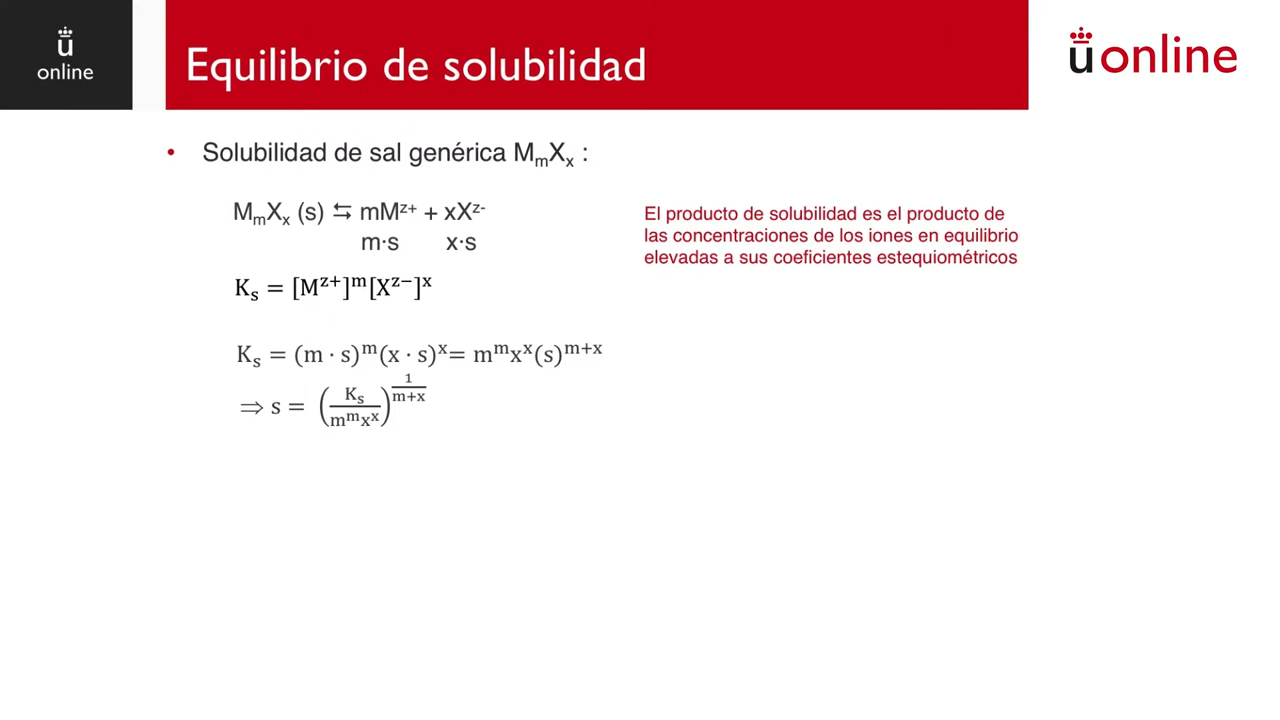 ü
online
Equilibrio de solubilidad
üonline
• Solubilidad de sal genérica MₘXₓ :
MₘXₓ (s) ⇆ mMᶻ⁺ + xXᶻ⁻
m·s x·s
El producto de solubilidad es el producto de
las concentraciones de los iones en equilibrio
elevadas a sus coeficientes estequiométricos
Kₛ = [Mᶻ⁺]ᵐ[Xᶻ⁻]ˣ
Kₛ = (m · s)ᵐ(x · s)ˣ= mᵐxˣ(s)ᵐ⁺ˣ
⇒ s = (Kₛ/mᵐxˣ)^(1/(m+x))